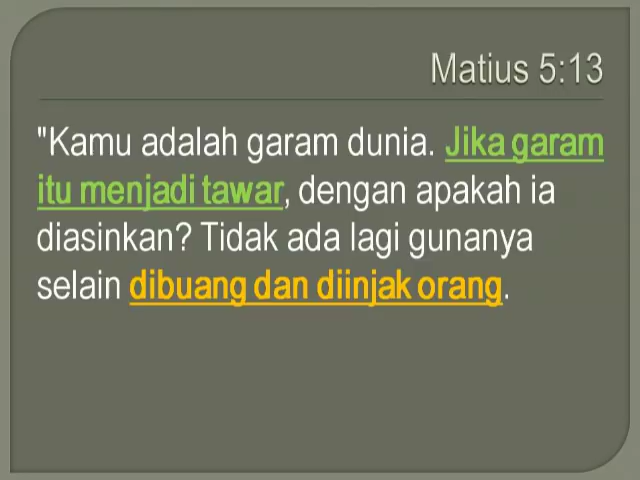 Matius 5:13
"Kamu adalah garam dunia. Jika garam
itu menjadi tawar, dengan apakah ia
diasinkan? Tidak ada lagi gunanya
selain dibuang dan diinjak orang.